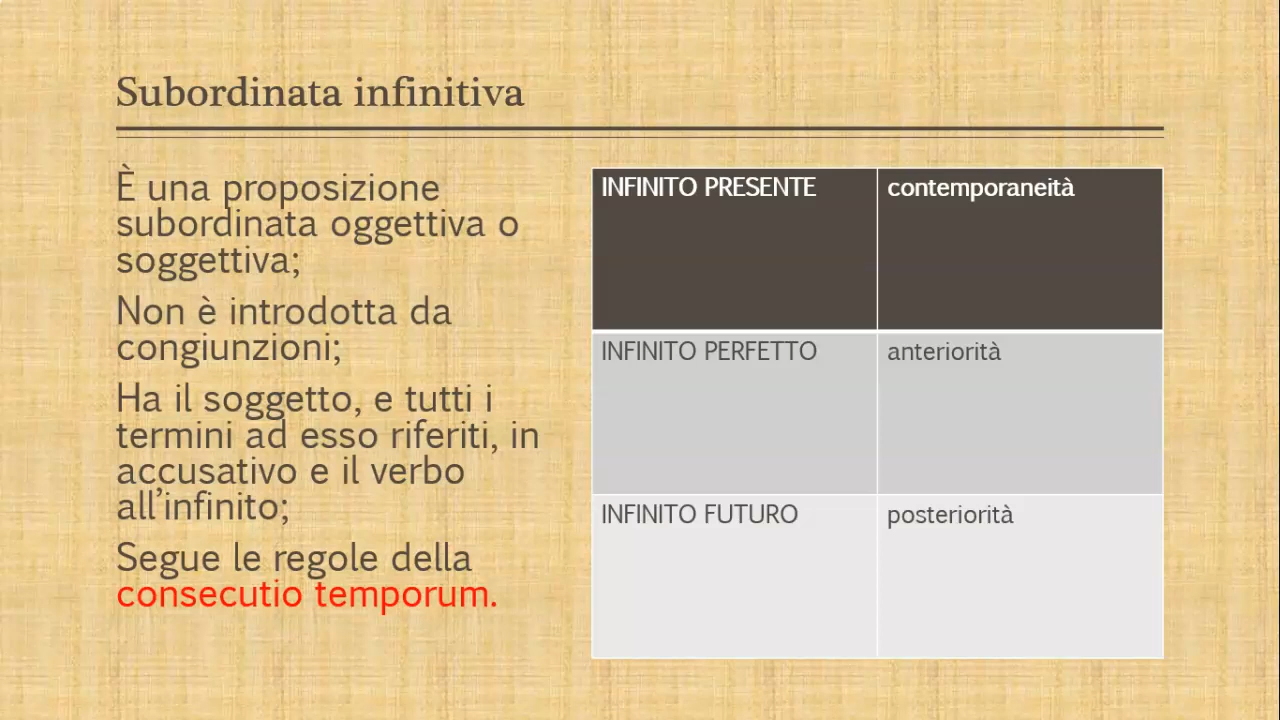 Subordinata infinitiva
È una proposizione
subordinata oggettiva o
soggettiva;
Non è introdotta da
congiunzioni;
Ha il soggetto, e tutti i
termini ad esso riferiti, in
accusativo e il verbo
all’infinito;
Segue le regole della
consecutio temporum.
INFINITO PRESENTE
contemporaneità
INFINITO PERFETTO
anteriorità
INFINITO FUTURO
posteriorità